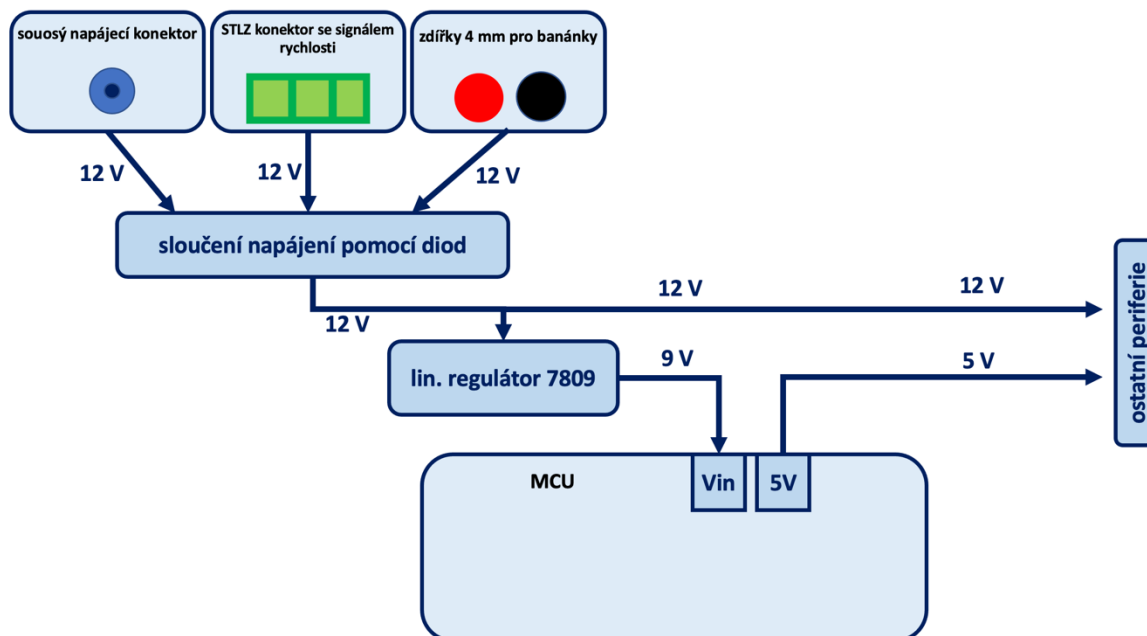 souosý napájecí konektor
STLZ konektor se signálem
rychlosti
zdířky 4 mm pro banánky
12 V
12 V
12 V
sloučení napájení pomocí diod
12 V
12 V
12 V
lin. regulátor 7809
9 V
5 V
ostatní periferie
MCU
Vin
5V